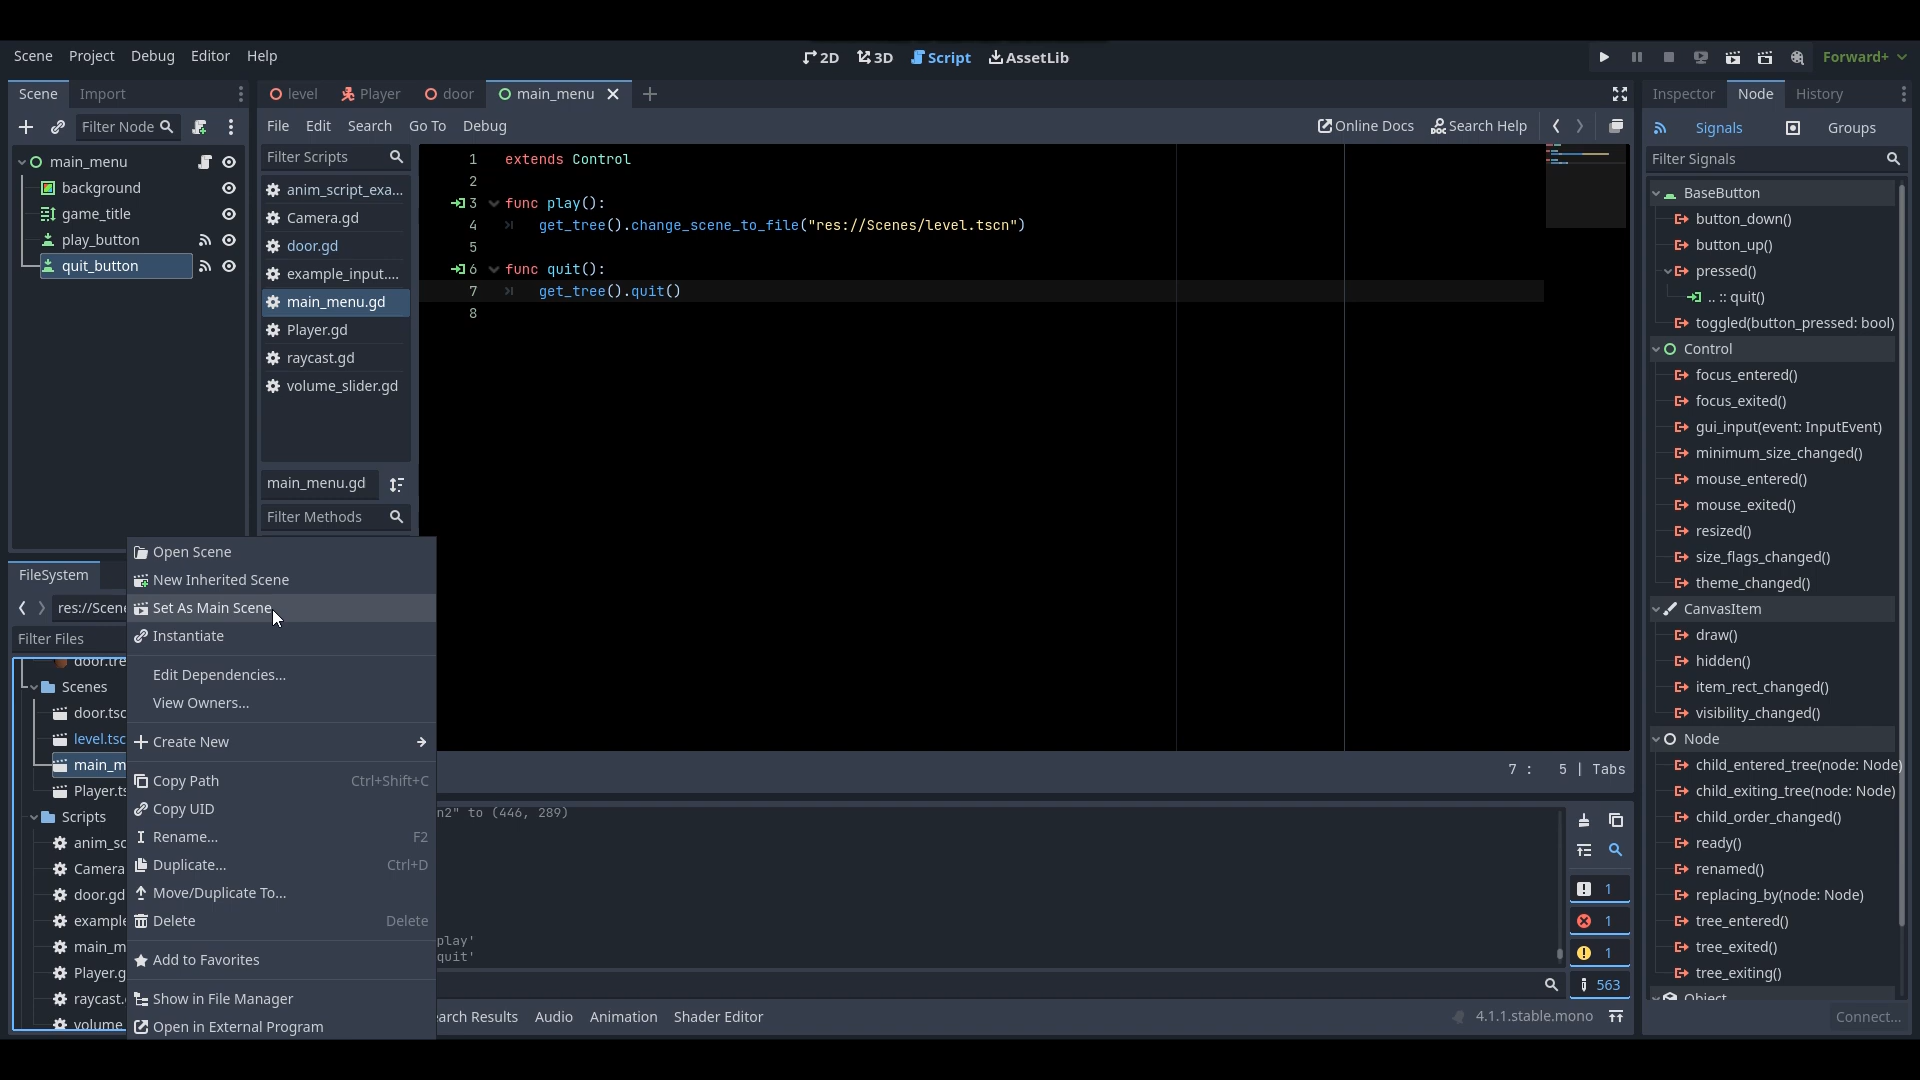 Scene Project Debug Editor Help
2D 3D Script AssetLib
Forward+
Scene Import
level Player door main_menu
Inspector Node History
Filter Node
File Edit Search Go To Debug
Online Docs Search Help
Signals Groups
main_menu
background
game_title
play_button
quit_button
Filter Scripts
anim_script_exa...
Camera.gd
door.gd
example_input....
main_menu.gd
Player.gd
raycast.gd
volume_slider.gd
main_menu.gd
Filter Methods
1 extends Control
2
3 func play():
4 get_tree().change_scene_to_file("res://Scenes/level.tscn")
5
6 func quit():
7 get_tree().quit()
8
7 : 5 | Tabs
Filter Signals
BaseButton
button_down()
button_up()
pressed()
.. :: quit()
toggled(button_pressed: bool)
Control
focus_entered()
focus_exited()
gui_input(event: InputEvent)
minimum_size_changed()
mouse_entered()
mouse_exited()
resized()
size_flags_changed()
theme_changed()
CanvasItem
draw()
hidden()
item_rect_changed()
visibility_changed()
Node
child_entered_tree(node: Node)
child_exiting_tree(node: Node)
child_order_changed()
ready()
renamed()
replacing_by(node: Node)
tree_entered()
tree_exited()
tree_exiting()
Object
Connect...
FileSystem
res://Scene
Filter Files
door.tre
Scenes
door.tsc
level.tsc
main_m
Player.ts
Scripts
anim_sc
Camera
door.gd
example
main_m
Player.g
raycast.
volume
Open Scene
New Inherited Scene
Set As Main Scene
Instantiate
Edit Dependencies...
View Owners...
Create New
Copy Path Ctrl+Shift+C
Copy UID
Rename... F2
Duplicate... Ctrl+D
Move/Duplicate To...
Delete Delete
Add to Favorites
Show in File Manager
Open in External Program
n2" to (446, 289)
play'
quit'
1
1
1
563
earch Results Audio Animation Shader Editor
4.1.1.stable.mono